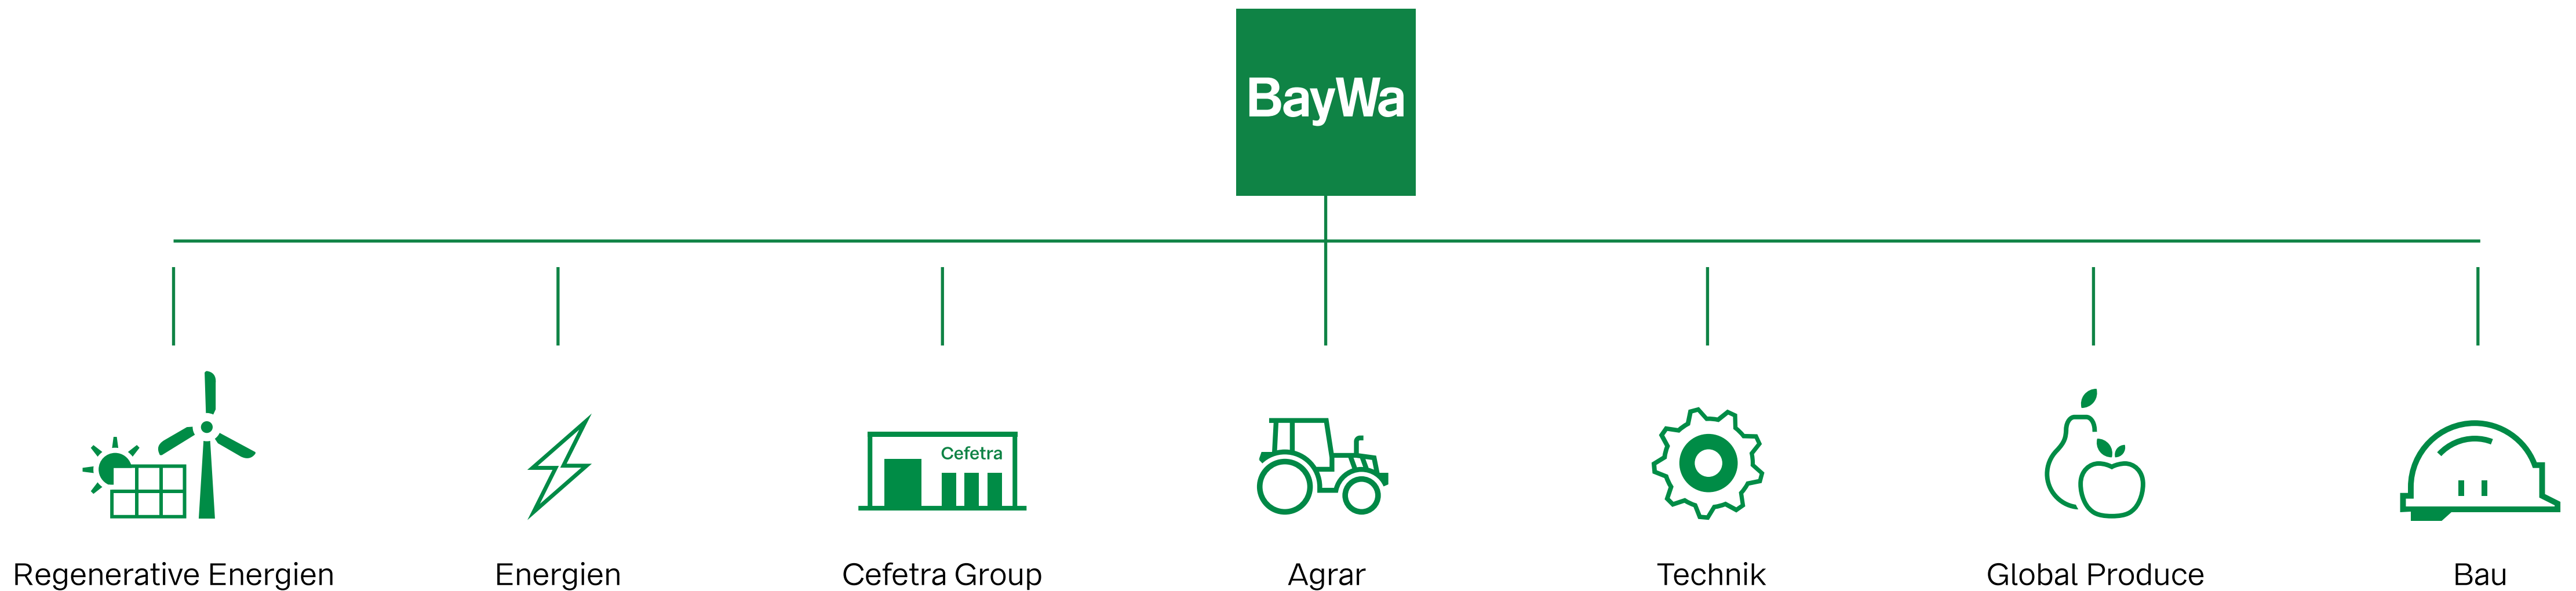 BayWa
Cefetra
Regenerative Energien
Energien
Cefetra Group
Agrar
Technik
Global Produce
Bau